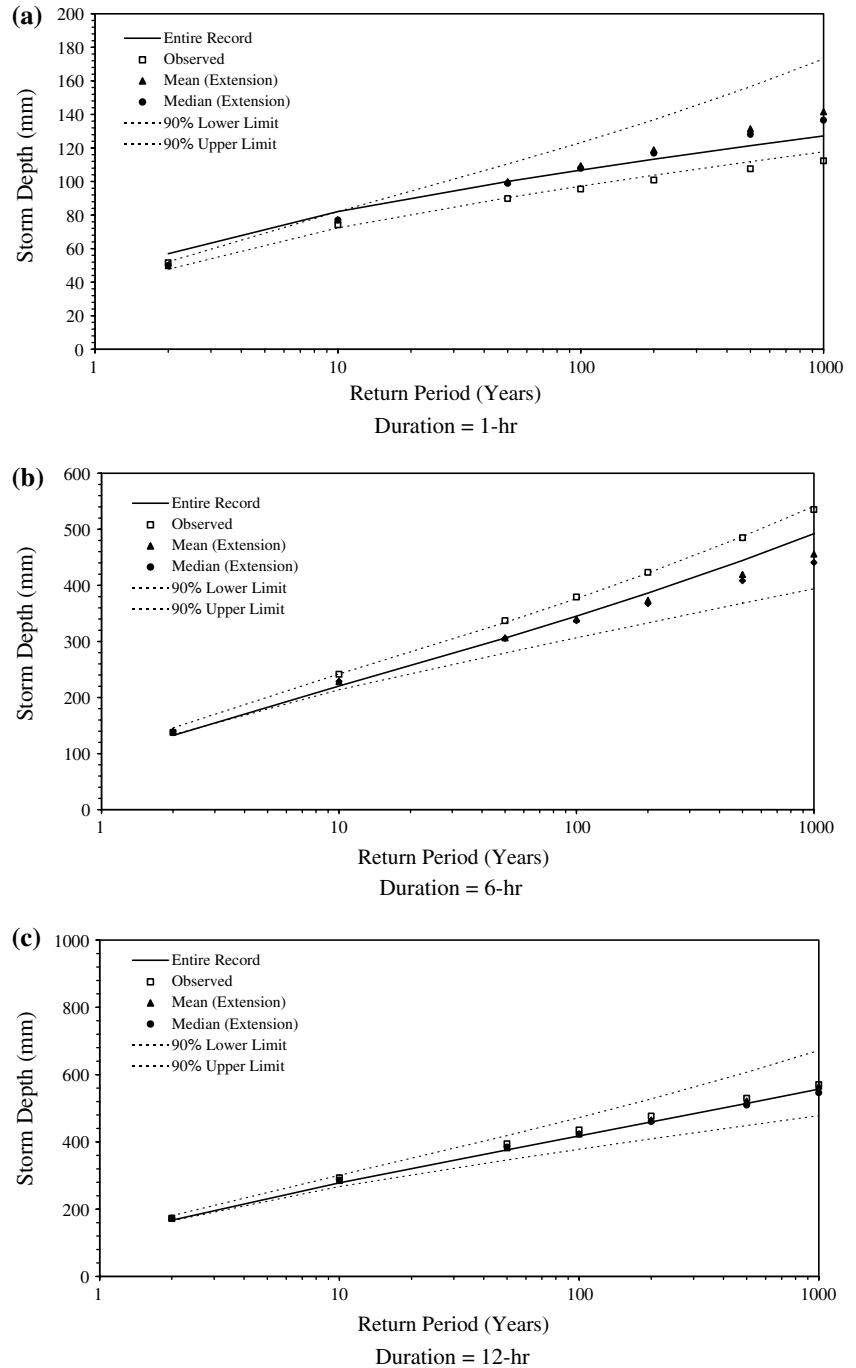 (a)
200
180
160
140
120
100
80
60
40
20
0
Storm Depth (mm)
Entire Record
Observed
Mean (Extension)
Median (Extension)
90% Lower Limit
90% Upper Limit
1
10
100
1000
Return Period (Years)
Duration = 1-hr
(b)
600
500
400
300
200
100
0
Storm Depth (mm)
Entire Record
Observed
Mean (Extension)
Median (Extension)
90% Lower Limit
90% Upper Limit
1
10
100
1000
Return Period (Years)
Duration = 6-hr
(c)
1000
800
600
400
200
0
Storm Depth (mm)
Entire Record
Observed
Mean (Extension)
Median (Extension)
90% Lower Limit
90% Upper Limit
1
10
100
1000
Return Period (Years)
Duration = 12-hr